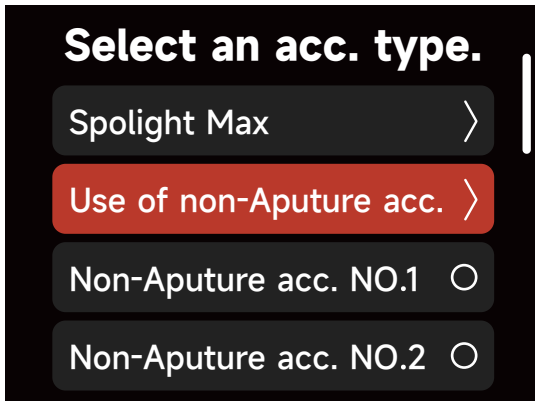 Select an acc. type.
Spolight Max
Use of non-Aputure acc.
Non-Aputure acc. NO.1
Non-Aputure acc. NO.2